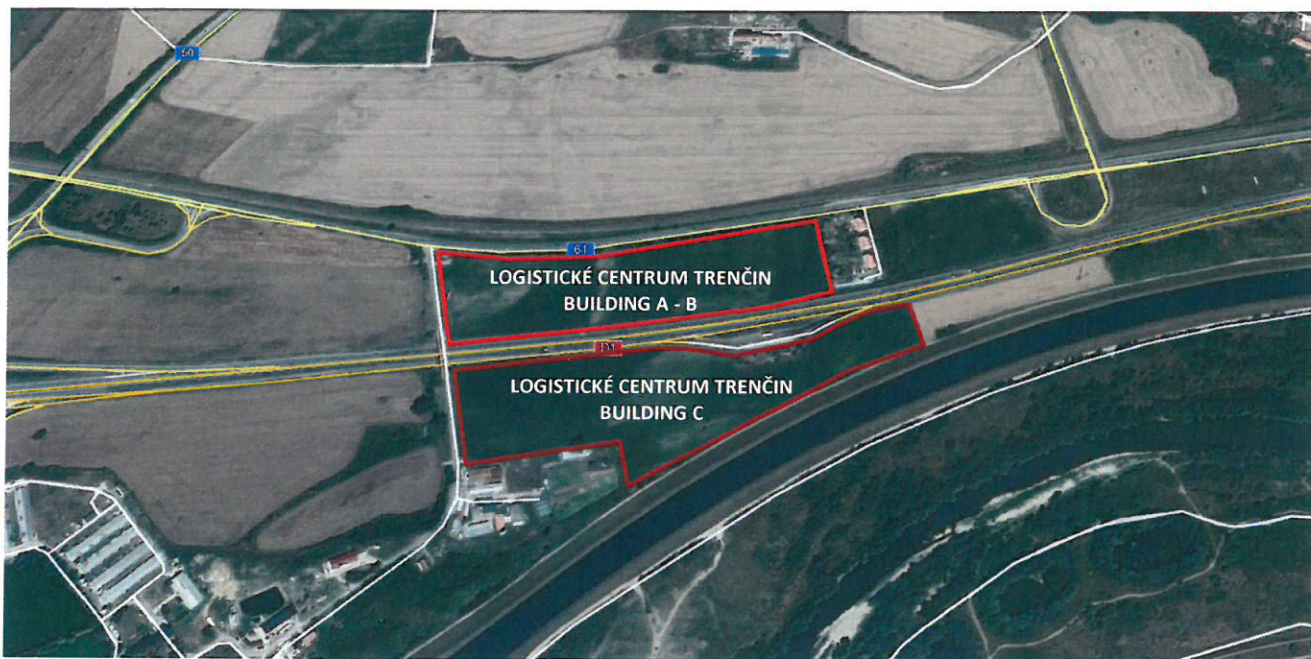 50
61
LOGISTICKÉ CENTRUM TRENČIN
BUILDING A - B
D1
LOGISTICKÉ CENTRUM TRENČIN
BUILDING C